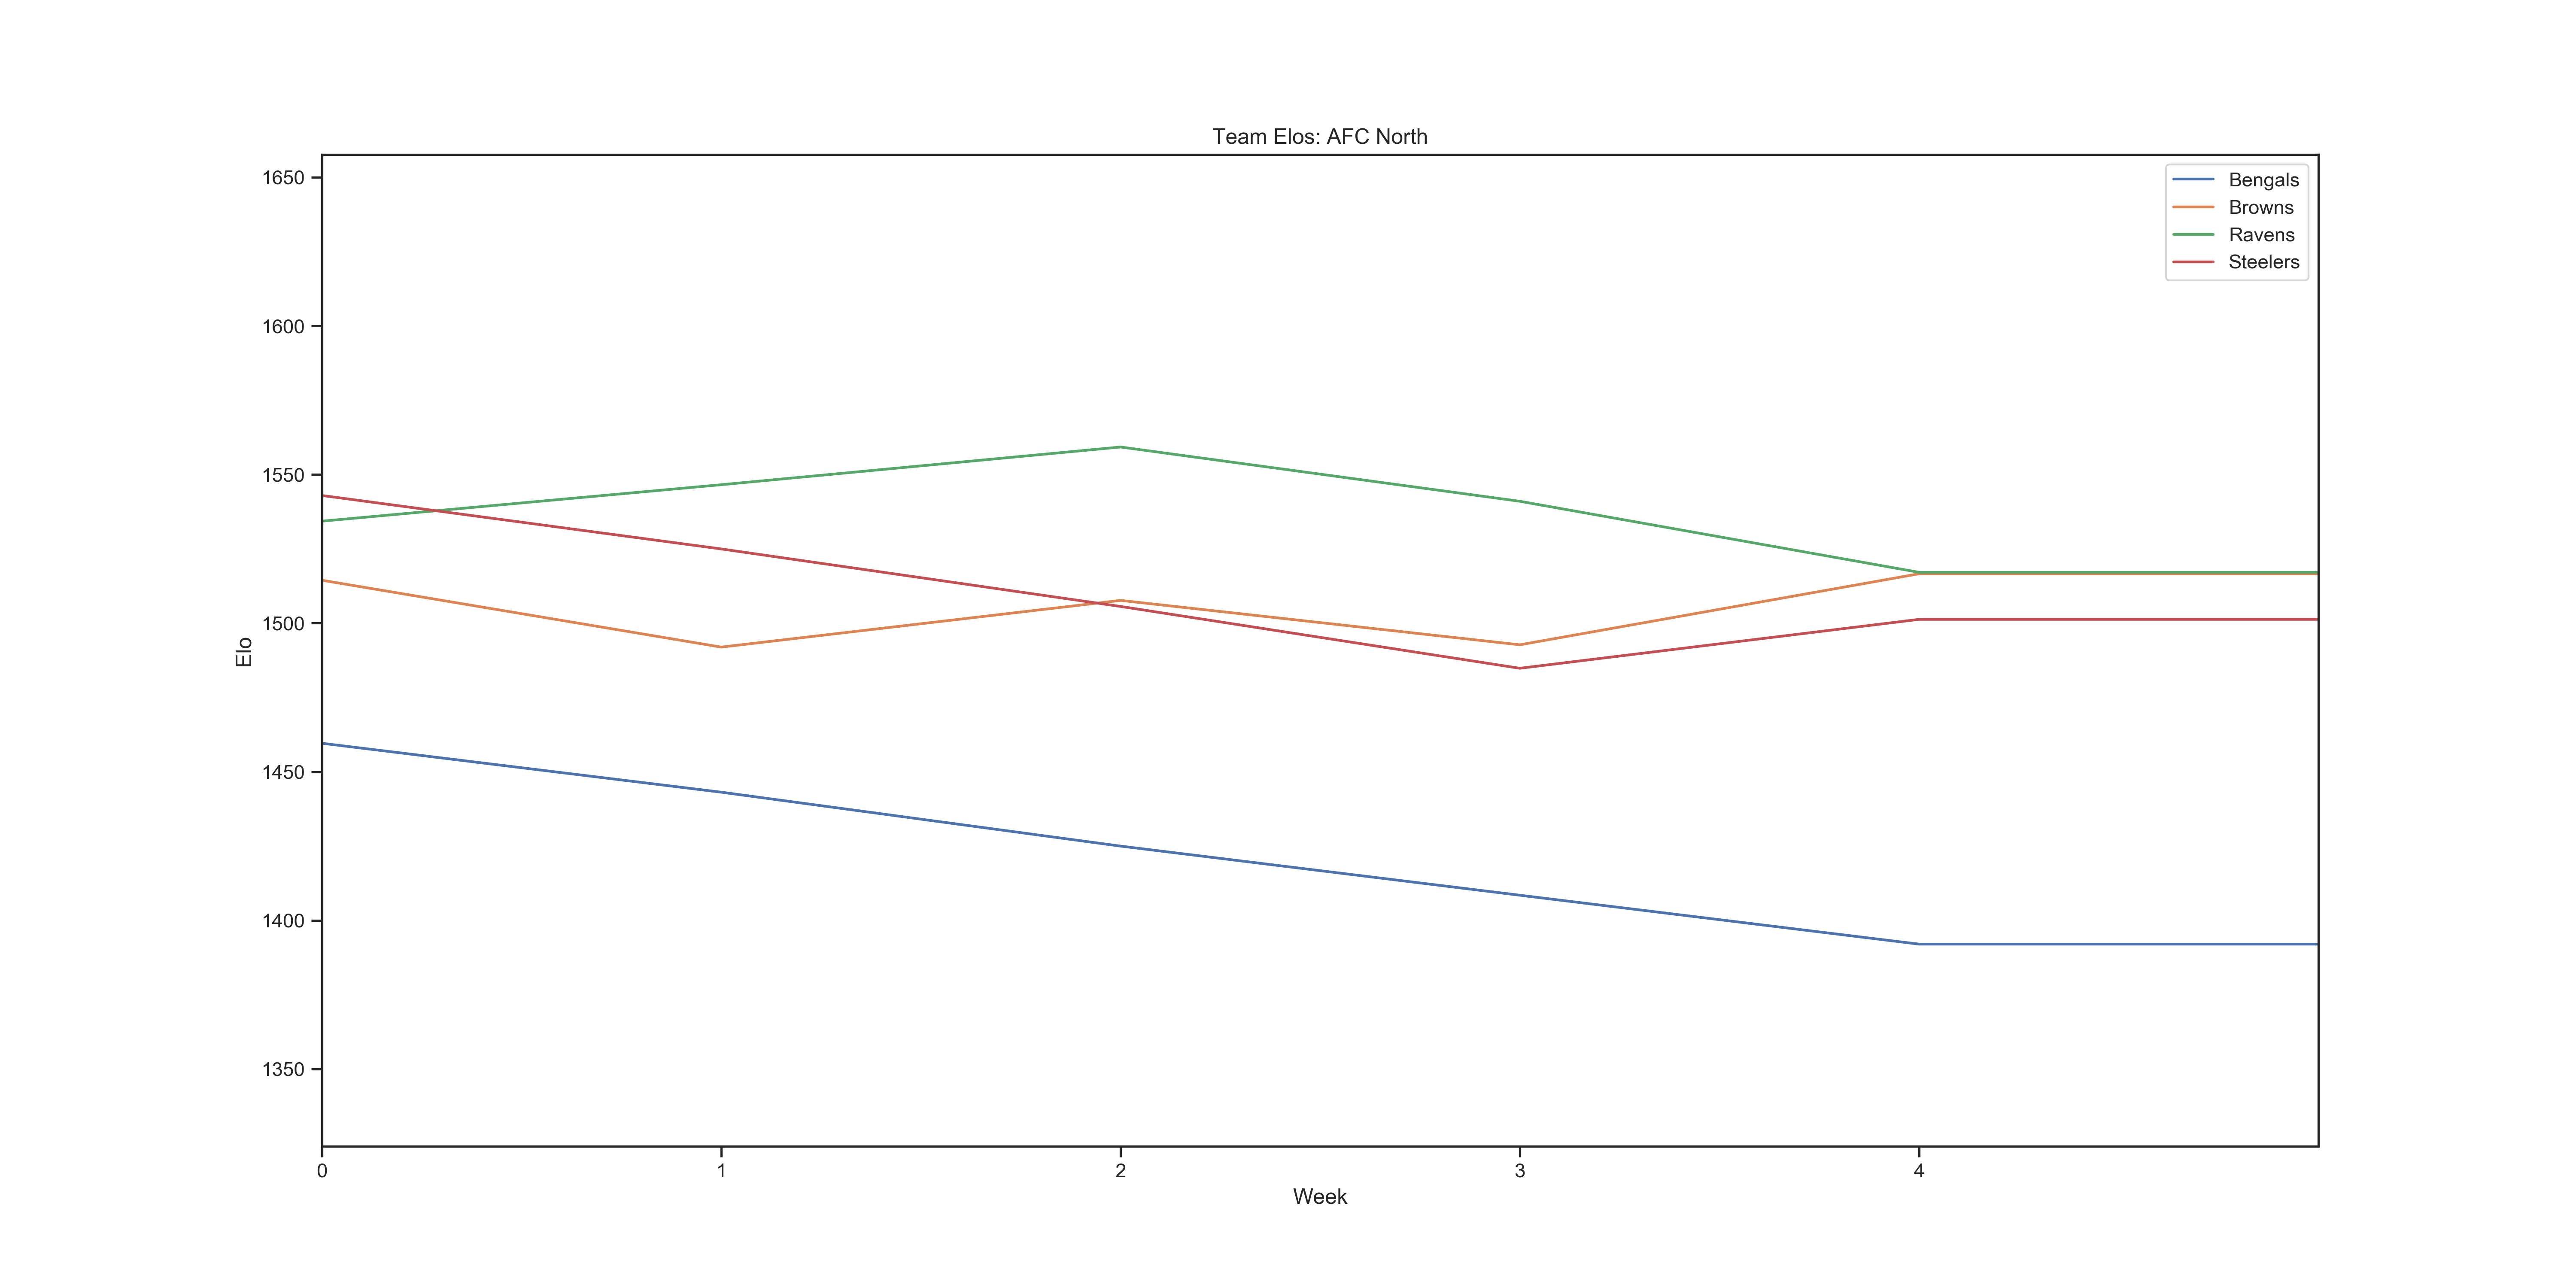 Team Elos: AFC North
1650
1600
1550
1500
1450
1400
1350
Elo
Bengals
Browns
Ravens
Steelers
0 1 2 3 4
Week